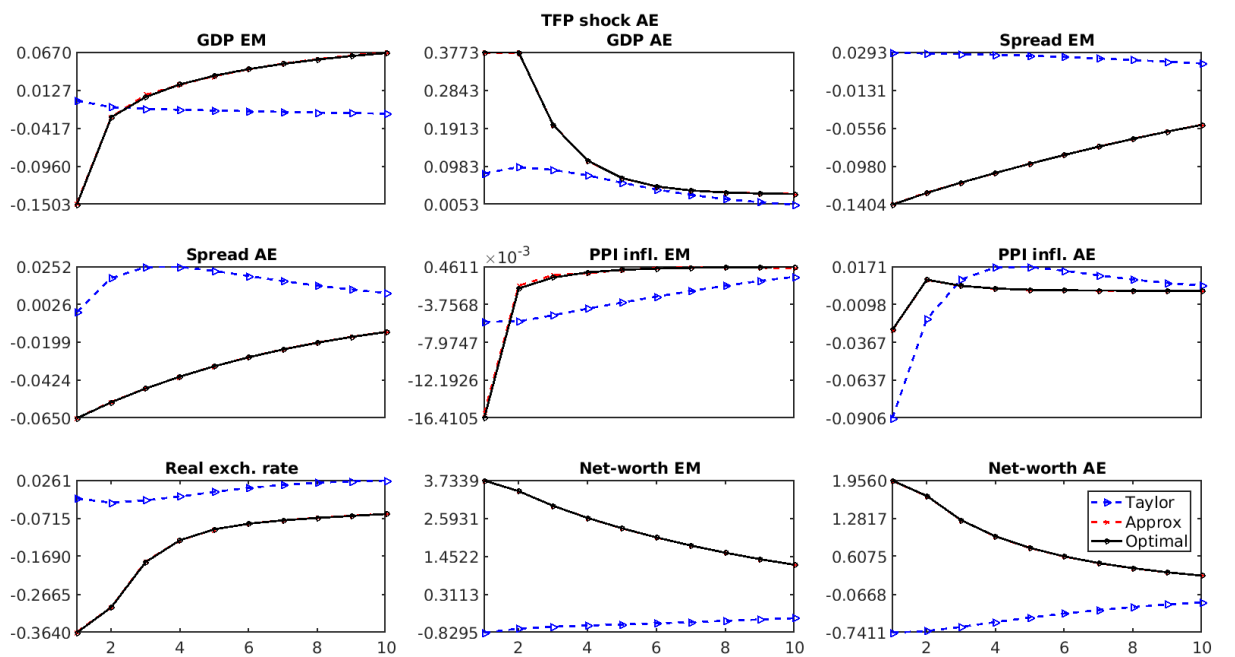 TFP shock AE
GDP EM
0.0670
0.0127
-0.0417
-0.0960
-0.1503
GDP AE
0.3773
0.2843
0.1913
0.0983
0.0053
Spread EM
0.0293
-0.0131
-0.0556
-0.0980
-0.1404
Spread AE
0.0252
0.0026
-0.0199
-0.0424
-0.0650
×10⁻³
PPI infl. EM
0.4611
-3.7568
-7.9747
-12.1926
-16.4105
PPI infl. AE
0.0171
-0.0098
-0.0367
-0.0637
-0.0906
Real exch. rate
0.0261
-0.0715
-0.1690
-0.2665
-0.3640
2 4 6 8 10
Net-worth EM
3.7339
2.5931
1.4522
0.3113
-0.8295
2 4 6 8 10
Net-worth AE
1.9560
1.2817
0.6075
-0.0668
-0.7411
2 4 6 8 10
Taylor
Approx
Optimal